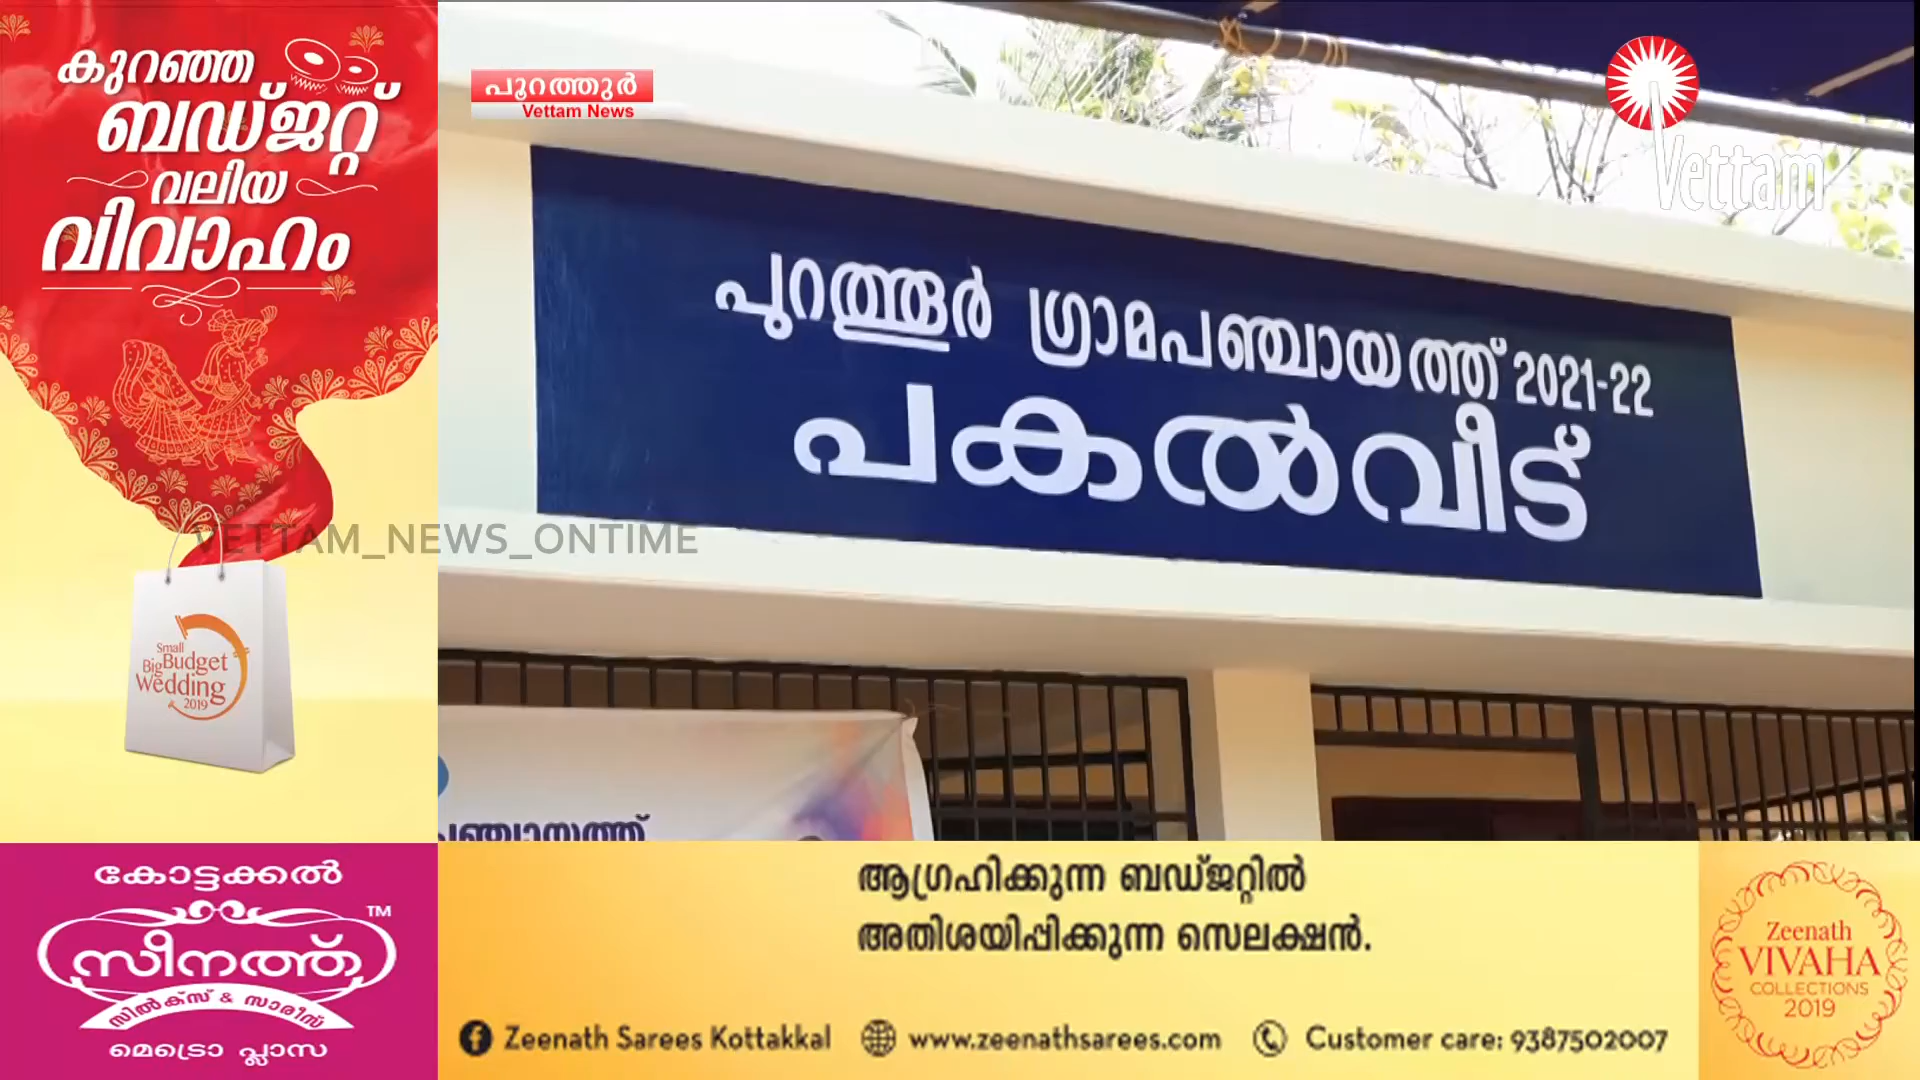 കുറഞ്ഞ
ബഡ്ജറ്റ്
വലിയ
വിവാഹം
Small
Big Budget
Wedding
2019
പൂറത്തൂർ
Vettam News
Vettam
പുറത്തൂർ ഗ്രാമപഞ്ചായത്ത് 2021-22
പകൽവീട്
VETTAM_NEWS_ONTIME
പഞ്ചായത്ത്
കോട്ടക്കൽ
സീനത്ത് TM
സിൽക്സ് & സാരീസ്
മെട്രൊ പ്ലാസ
ആഗ്രഹിക്കുന്ന ബഡ്ജറ്റിൽ
അതിശയിപ്പിക്കുന്ന സെലക്ഷൻ.
Zeenath Sarees Kottakkal www.zeenathsarees.com Customer care: 9387502007
Zeenath
VIVAHA
COLLECTIONS
2019